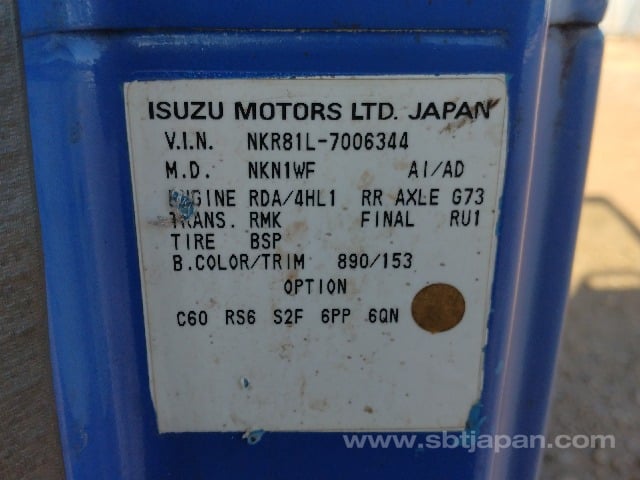 ISUZU MOTORS LTD. JAPAN
V.I.N. NKR81L-7006344
M.D. NKN1WF AI/AD
ENGINE RDA/4HL1 RR AXLE G73
TRANS. RMK FINAL RU1
TIRE BSP
B.COLOR/TRIM 890/153
OPTION
C60 RS6 S2F 6PP 6QN
www.sbtjapan.com